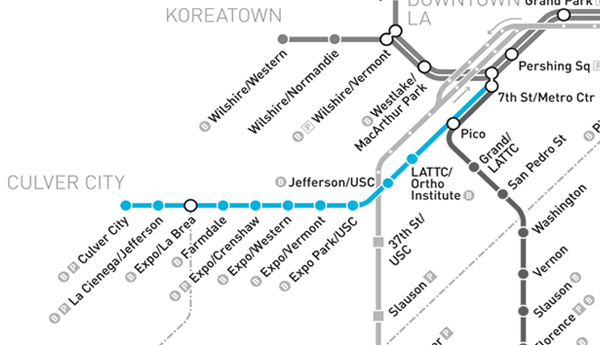 KOREATOWN
DOWNTOWN
LA
Grand Park
Wilshire/Western
Wilshire/Normandie
B P Wilshire/Vermont
B Westlake/
MacArthur Park
Pershing Sq P
7th St/Metro Ctr
Pico
Grand/
LATTC
San Pedro St
Washington
Vernon
Slauson
Florence P
CULVER CITY
B Jefferson/USC
LATTC/
Ortho
Institute B
37th St/
USC
Slauson P
B P Culver City
B P La Cienega/Jefferson
B Expo/La Brea
B Farmdale
B P Expo/Crenshaw
B Expo/Western
B Expo/Vermont
B Expo Park/USC